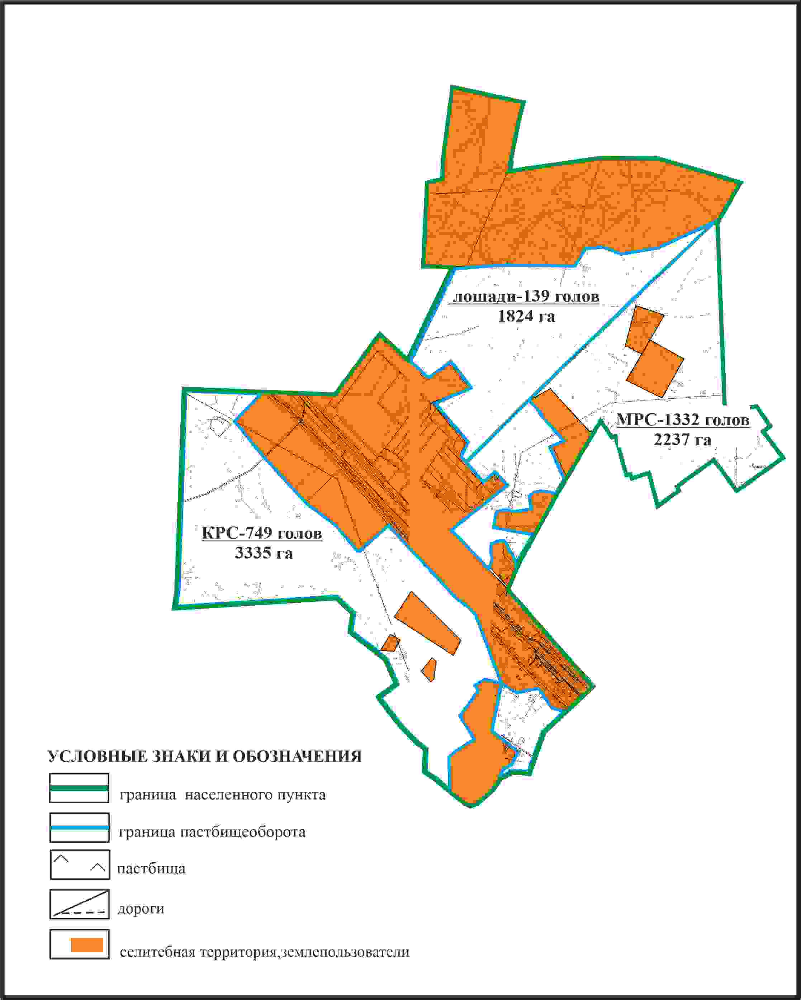 лошади-139 голов
1824 га
МРС-1332 голов
2237 га
КРС-749 голов
3335 га
УСЛОВНЫЕ ЗНАКИ И ОБОЗНАЧЕНИЯ
граница населенного пункта
граница пастбищеоборота
пастбища
дороги
селитебная территория,землепользователи